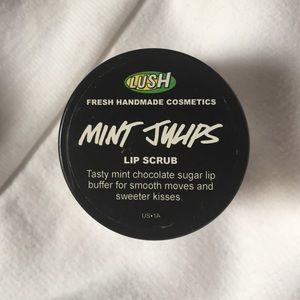 LUSH
FRESH HANDMADE COSMETICS
MINT JULIPS
LIP SCRUB
Tasty mint chocolate sugar lip
buffer for smooth moves and
sweeter kisses.
US•1A